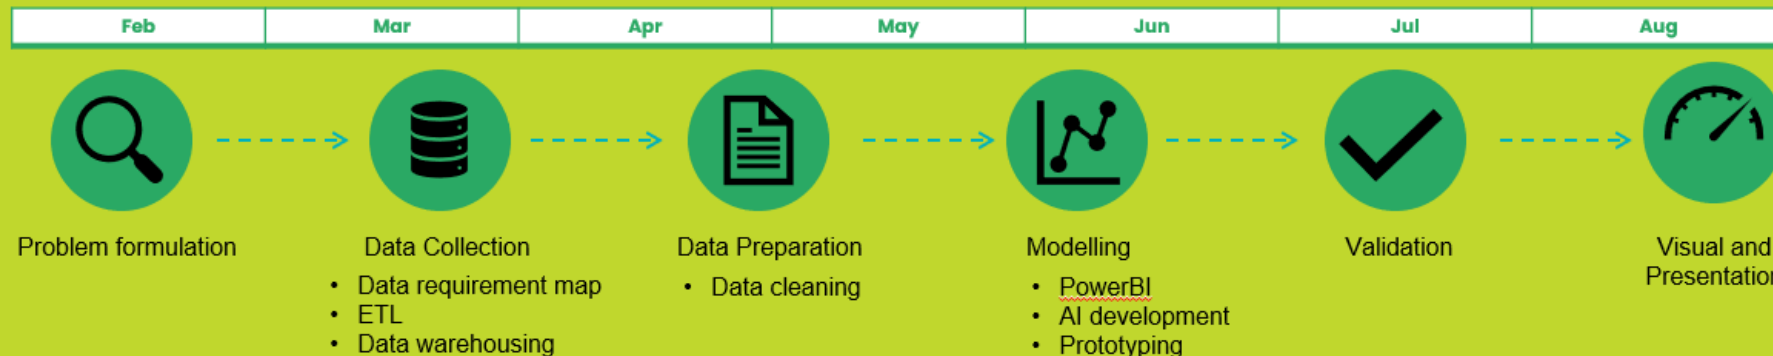 Feb Mar Apr May Jun Jul Aug
Problem formulation
Data Collection
• Data requirement map
• ETL
• Data warehousing
Data Preparation
• Data cleaning
Modelling
• PowerBI
• AI development
• Prototyping
Validation
Visual and
Presentation